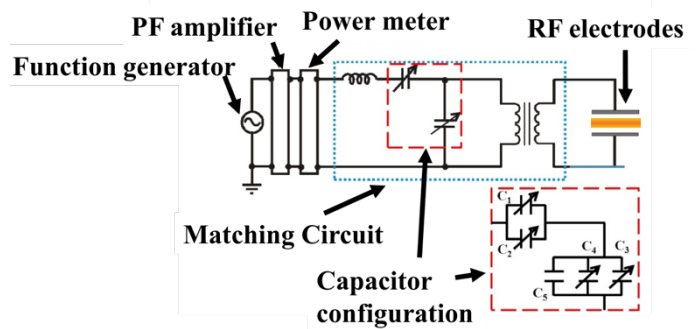 PF amplifier
Power meter
RF electrodes
Function generator
Matching Circuit
Capacitor
configuration
C1
C2
C4 C3
C5